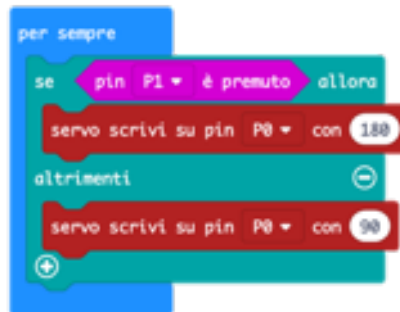 per sempre
se pin P1 è premuto allora
servo scrivi su pin P0 con 180
altrimenti
servo scrivi su pin P0 con 90